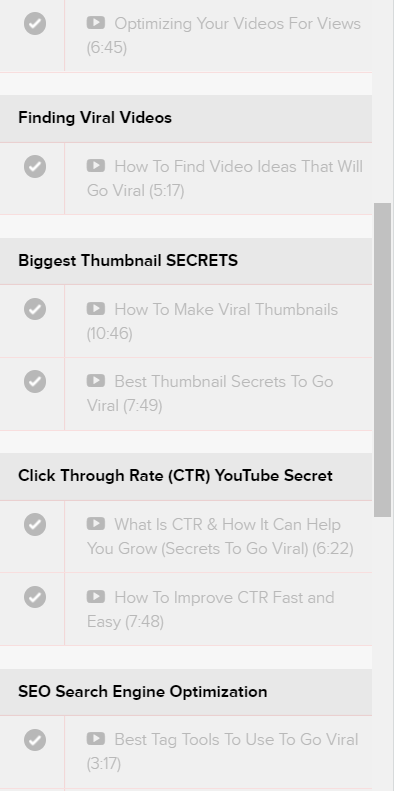 Optimizing Your Videos For Views
(6:45)
Finding Viral Videos
How To Find Video Ideas That Will
Go Viral (5:17)
Biggest Thumbnail SECRETS
How To Make Viral Thumbnails
(10:46)
Best Thumbnail Secrets To Go
Viral (7:49)
Click Through Rate (CTR) YouTube Secret
What Is CTR & How It Can Help
You Grow (Secrets To Go Viral) (6:22)
How To Improve CTR Fast and
Easy (7:48)
SEO Search Engine Optimization
Best Tag Tools To Use To Go Viral
(3:17)